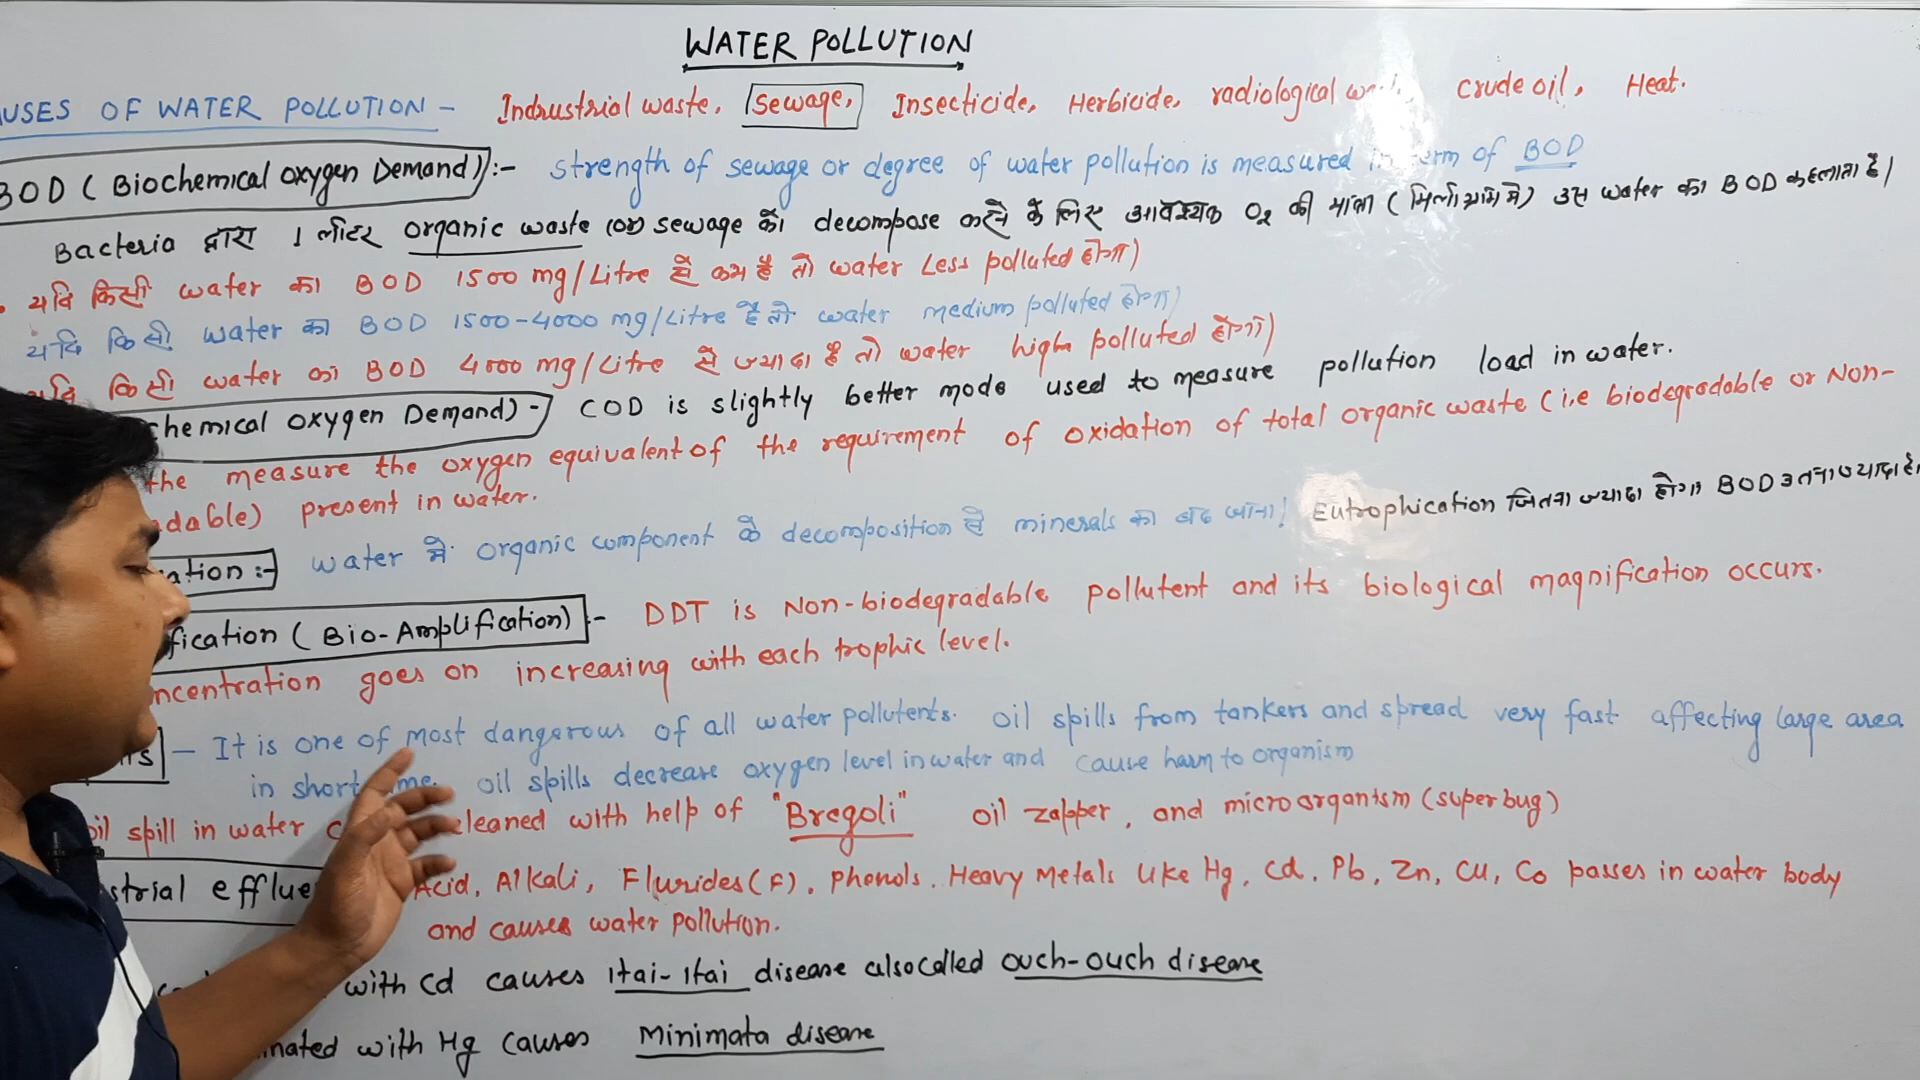 WATER POLLUTION
USES OF WATER POLLUTION - Indrustrial waste, Sewage, Insecticide, Herbicide, radiological crude oil, Heat.
BOD (Biochemical oxygen Demand) :- strength of sewage or degree of water pollution is measured in term of BOD
Bacteria द्वारा 1 लीटर organic waste (or) sewage को decompose करने के लिए आवश्यक O2 की मात्रा (मिलीग्राम में) उस water का BOD कहलाता है|
• यदि किसी water का BOD 1500 mg/Litre से कम है तो water Less polluted होगा)
यदि किसी water का BOD 1500-4000 mg/Litre है तो water medium polluted होगा)
यदि किसी water का BOD 4000 mg/Litre से ज्यादा है तो water high polluted होगा)
chemical oxygen Demand) - COD is slightly better mode used to measure pollution load in water.
the measure the oxygen equivalent of the requirement of oxidation of total organic waste (i.e biodegradable or Non-
dable) present in water.
ation :- water में organic component के decomposition से minerals का बढ़ जाना! Eutrophication जितना ज्यादा होगा BOD उतना ज्यादा है।
fication (Bio-Amplification) :- DDT is Non-biodegradable pollutent and its biological magnification occurs.
ncentration goes on increasing with each trophic level.
- It is one of most dangerous of all water pollutents. oil spills from tankers and spread very fast affecting large area
in short me. oil spills decrease oxygen level in water and cause harm to organism
oil spill in water cleaned with help of "Bregoli" oil zapper, and microorganism (superbug)
strial efflue Acid, Alkali, Flurides (F), Phenols, Heavy Metals like Hg, Cd, Pb, Zn, Cu, Co passes in water body
and causes water pollution.
with Cd causes Itai-Itai disease also called ouch-ouch disease
nated with Hg causes Minimata disease